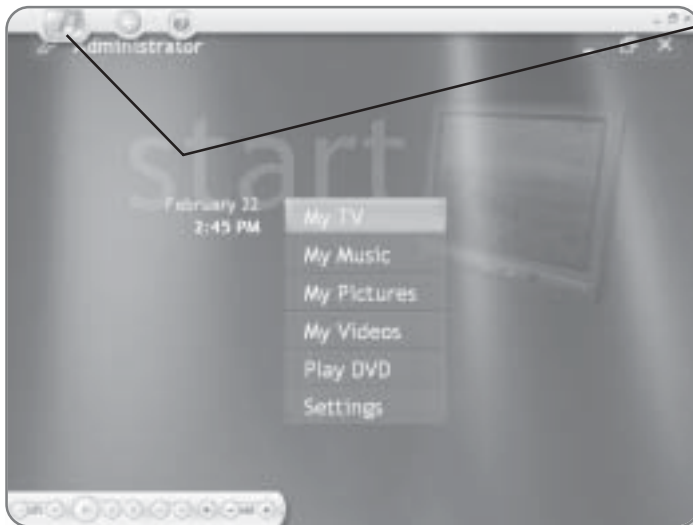 Administrator
start
February 22
2:45 PM
My TV
My Music
My Pictures
My Videos
Play DVD
Settings